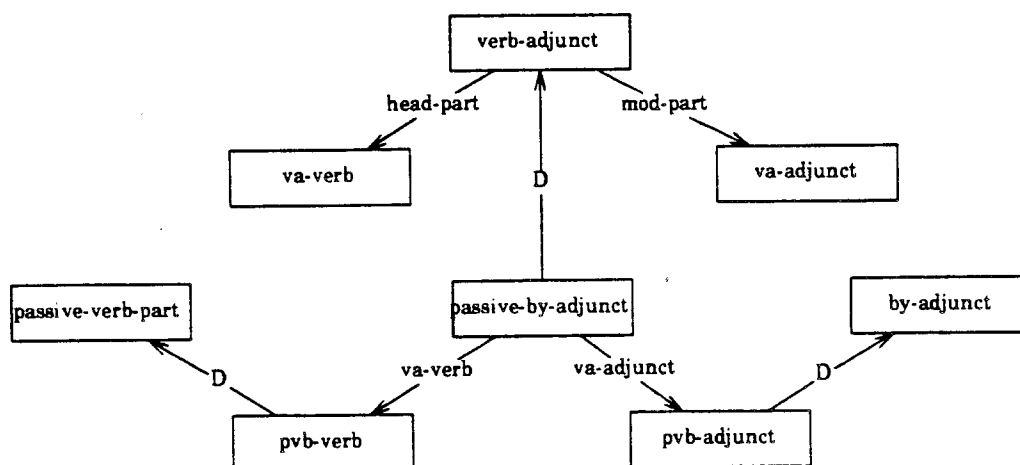 verb-adjunct
head-part
mod-part
va-verb
va-adjunct
D
passive-verb-part
passive-by-adjunct
by-adjunct
va-verb
va-adjunct
D
D
pvb-verb
pvb-adjunct